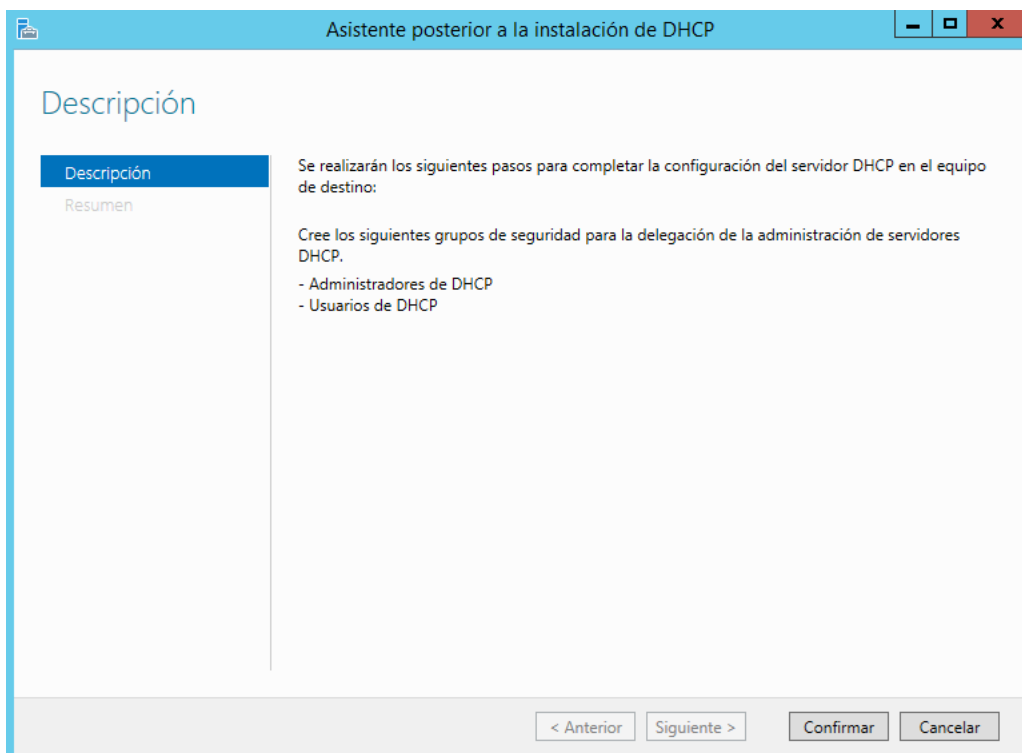 Asistente posterior a la instalación de DHCP
Descripción
Descripción
Resumen
Se realizarán los siguientes pasos para completar la configuración del servidor DHCP en el equipo
de destino:
Cree los siguientes grupos de seguridad para la delegación de la administración de servidores
DHCP.
- Administradores de DHCP
- Usuarios de DHCP
< Anterior
Siguiente >
Confirmar
Cancelar